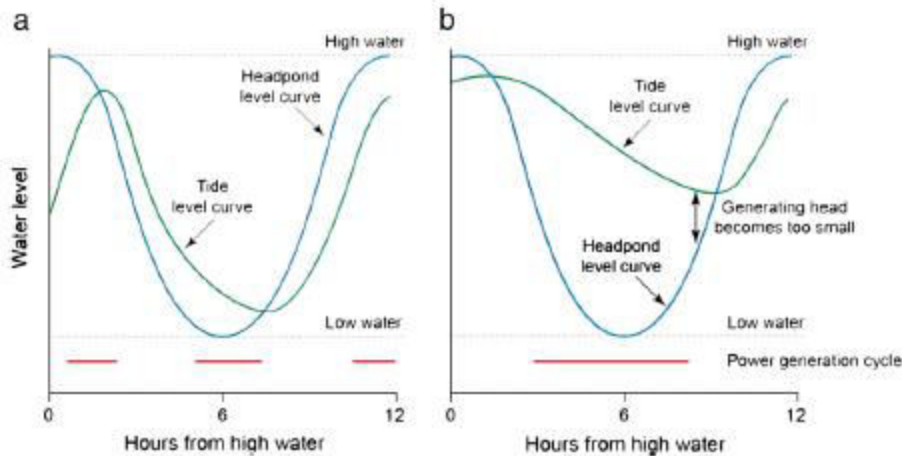 a
High water
Headpond
level curve
Tide
level curve
Water level
Low water
0
6
12
Hours from high water
b
High water
Tide
level curve
Generating head
becomes too small
Headpond
level curve
Low water
Power generation cycle
0
6
12
Hours from high water